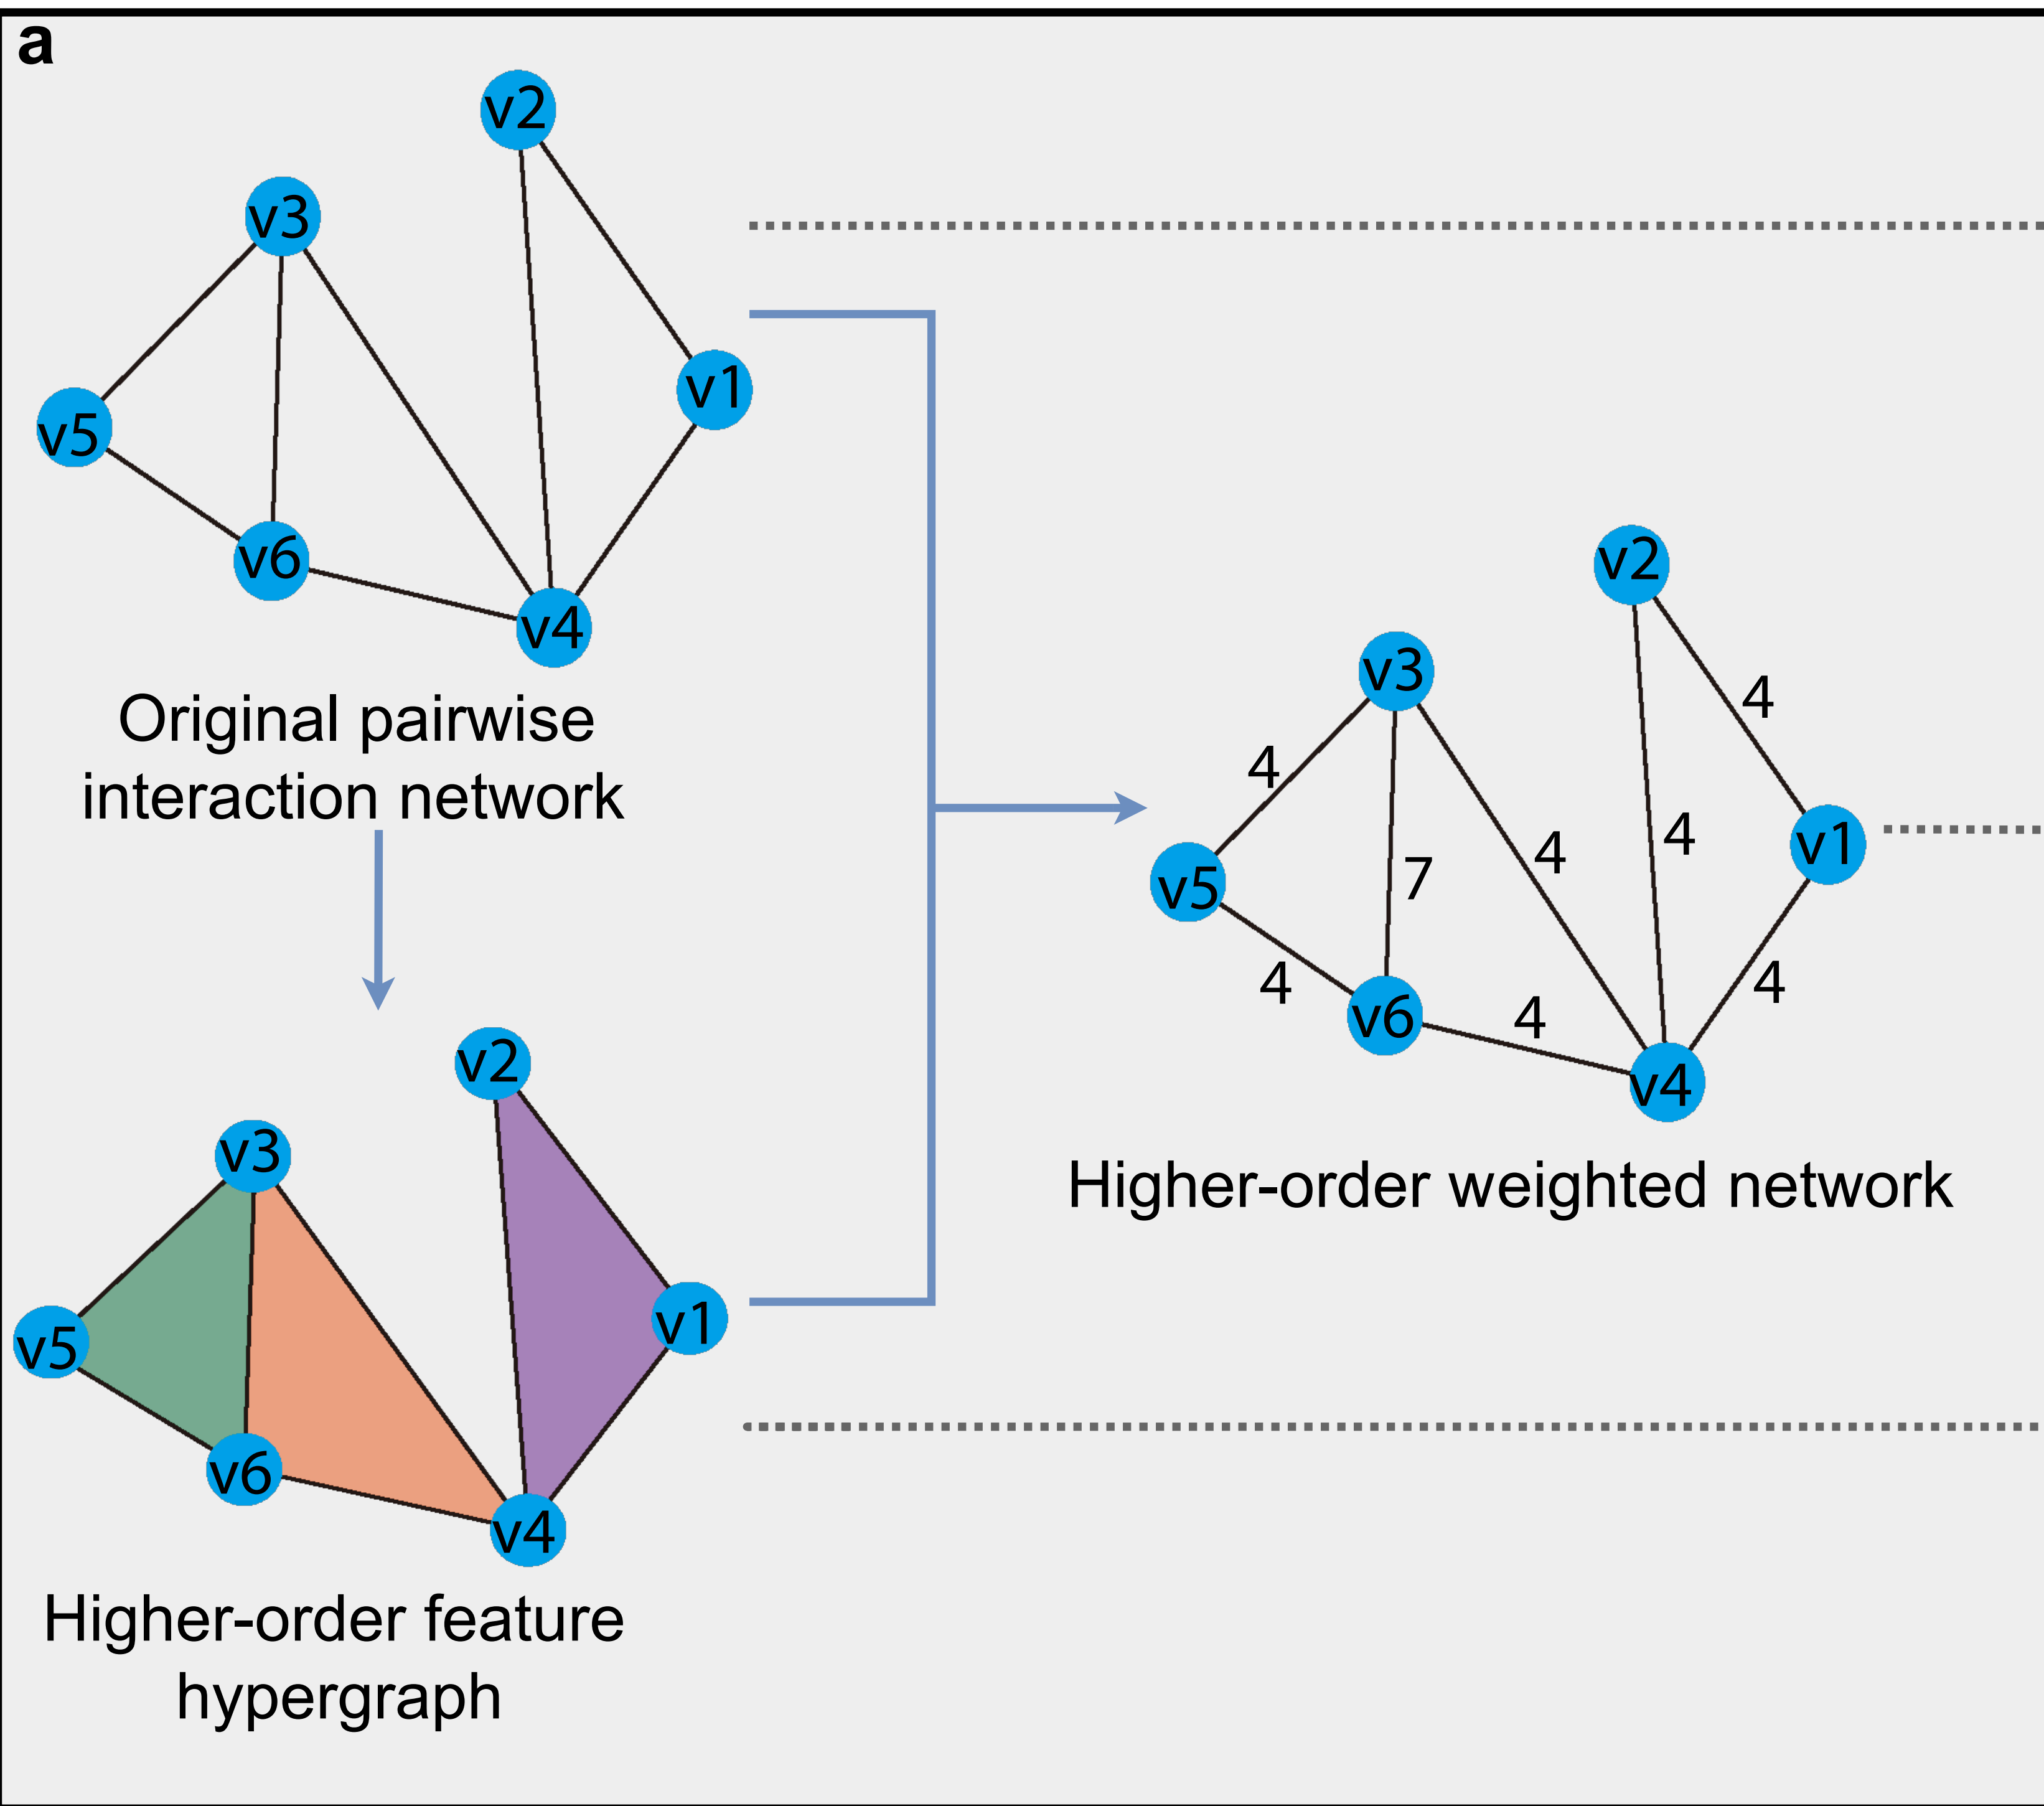 a
v2
v3
v1
v5
v6
v4
Original pairwise
interaction network
v2
v3
4
4
4
4
v1
7
v5
4
4
4
v6
v4
Higher-order weighted network
v2
v3
v1
v5
v6
v4
Higher-order feature
hypergraph